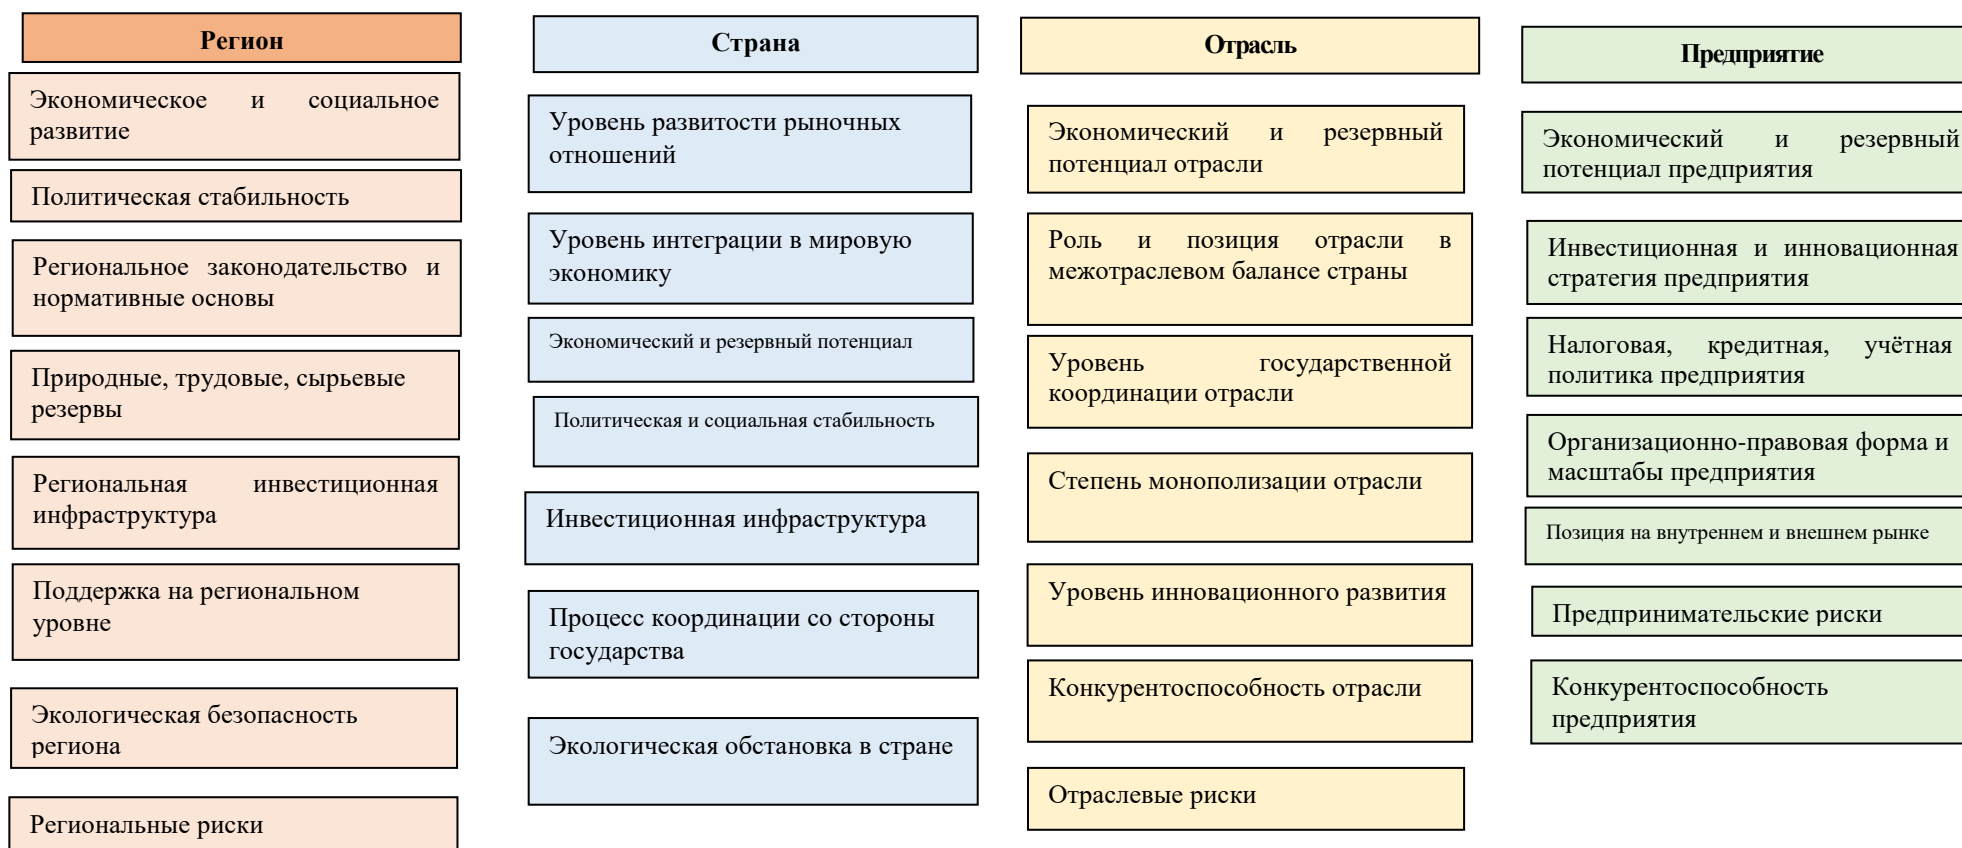 Регион
Экономическое и социальное
развитие
Политическая стабильность
Региональное законодательство и
нормативные основы
Природные, трудовые, сырьевые
резервы
Региональная инвестиционная
инфраструктура
Поддержка на региональном
уровне
Экологическая безопасность
региона
Региональные риски
Страна
Уровень развитости рыночных
отношений
Уровень интеграции в мировую
экономику
Экономический и резервный потенциал
Политическая и социальная стабильность
Инвестиционная инфраструктура
Процесс координации со стороны
государства
Экологическая обстановка в стране
Отрасль
Экономический и резервный
потенциал отрасли
Роль и позиция отрасли в
межотраслевом балансе страны
Уровень государственной
координации отрасли
Степень монополизации отрасли
Уровень инновационного развития
Конкурентоспособность отрасли
Отраслевые риски
Предприятие
Экономический и резервный
потенциал предприятия
Инвестиционная и инновационная
стратегия предприятия
Налоговая, кредитная, учётная
политика предприятия
Организационно-правовая форма и
масштабы предприятия
Позиция на внутреннем и внешнем рынке
Предпринимательские риски
Конкурентоспособность
предприятия